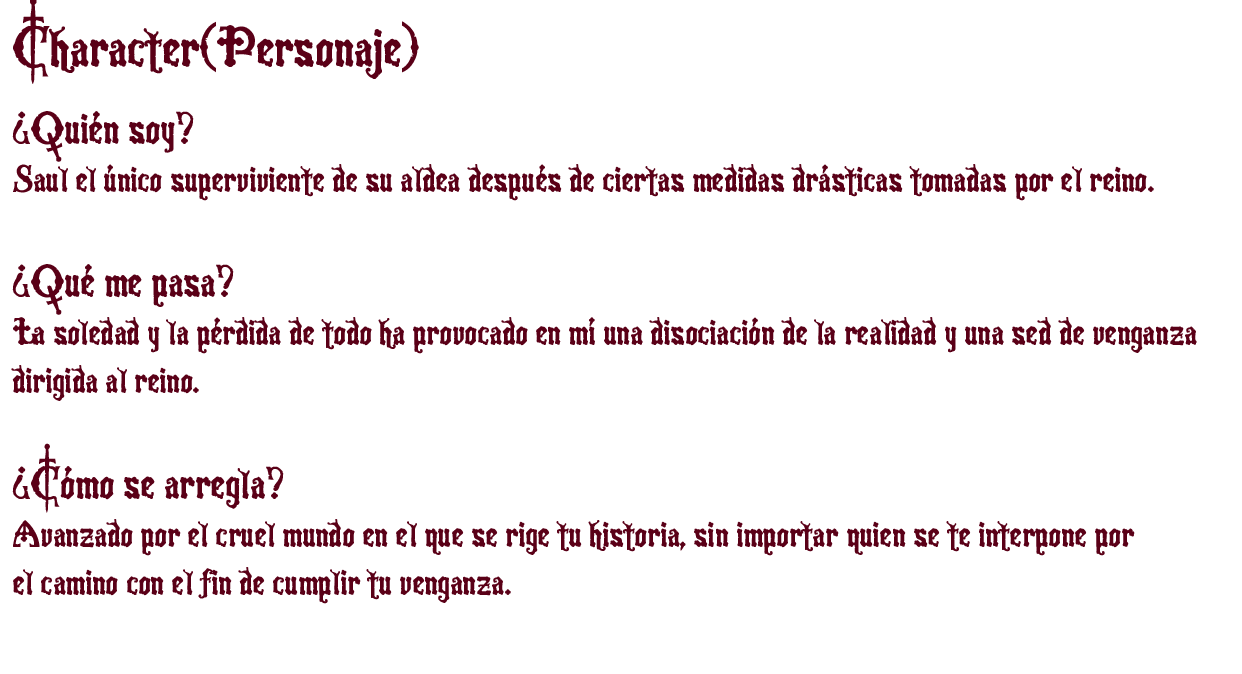 Character(Personaje)
¿Quién soy?
Saul el único superviviente de su aldea después de ciertas medidas drásticas tomadas por el reino.
¿Qué me pasa?
La soledad y la pérdida de todo ha provocado en mí una disociación de la realidad y una sed de venganza
dirigida al reino.
¿Cómo se arregla?
Avanzado por el cruel mundo en el que se rige tu historia, sin importar quien se te interpone por
el camino con el fin de cumplir tu venganza.